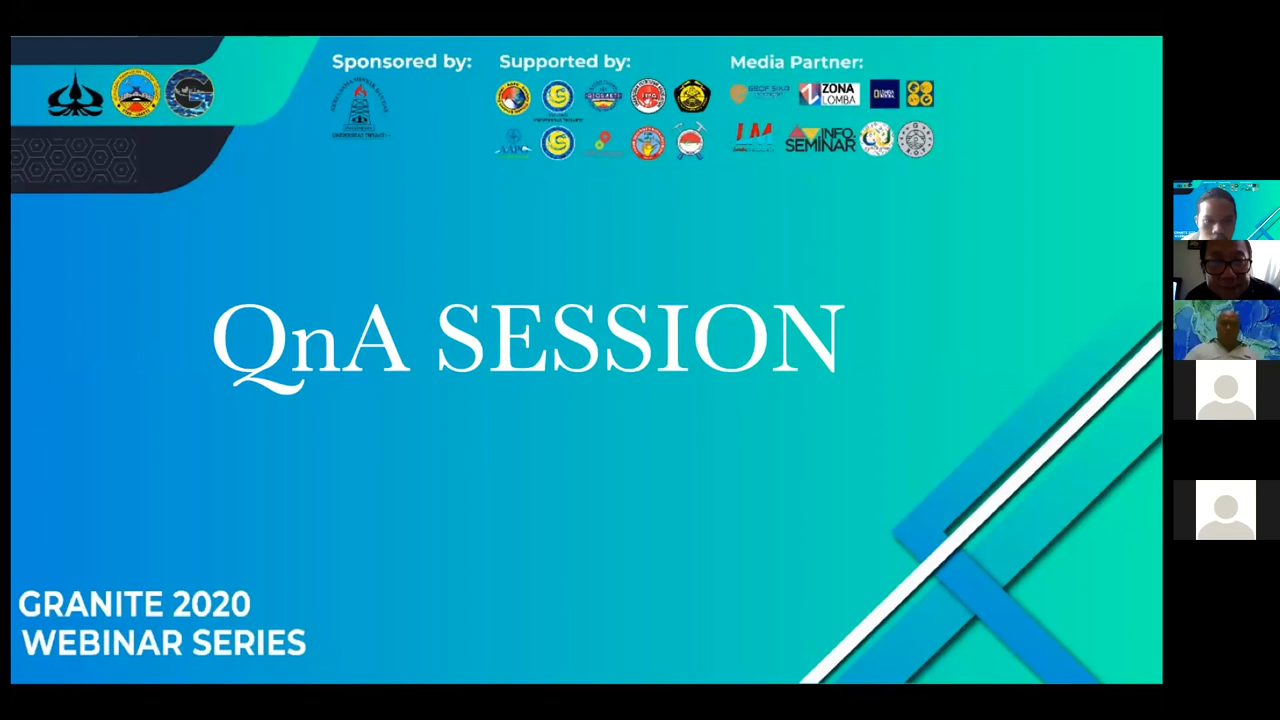 Sponsored by:
Supported by:
Media Partner:
ZONA
LOMBA
INFO
SEMINAR
QnA SESSION
GRANITE 2020
WEBINAR SERIES